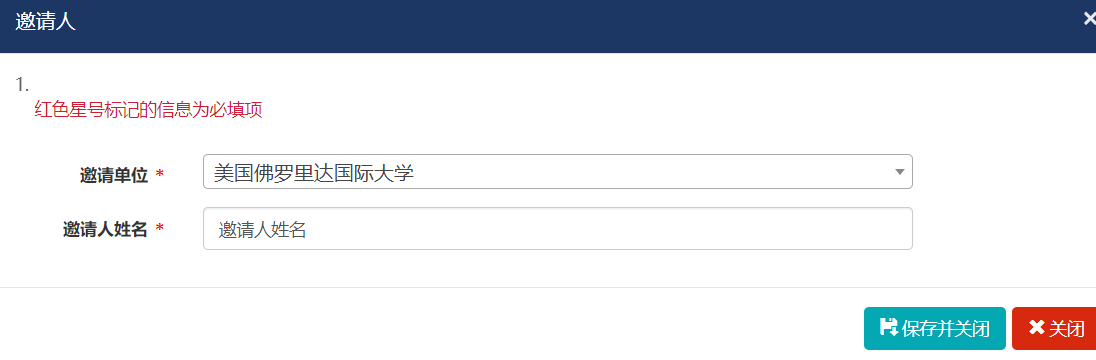 邀请人
1.
红色星号标记的信息为必填项
邀请单位 * 美国佛罗里达国际大学
邀请人姓名 * 邀请人姓名
保存并关闭 关闭